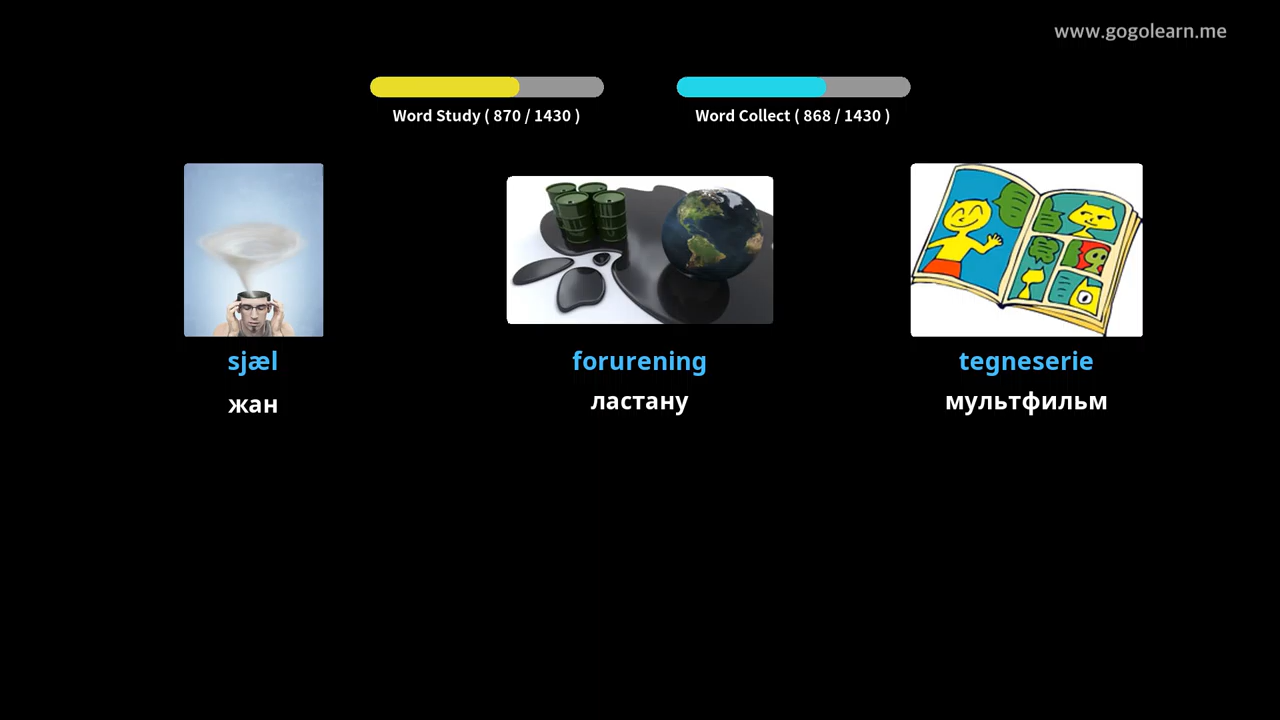 www.gogolearn.me
Word Study ( 870 / 1430 )
Word Collect ( 868 / 1430 )
sjæl
forurening
tegneserie
жан
ластану
мультфильм